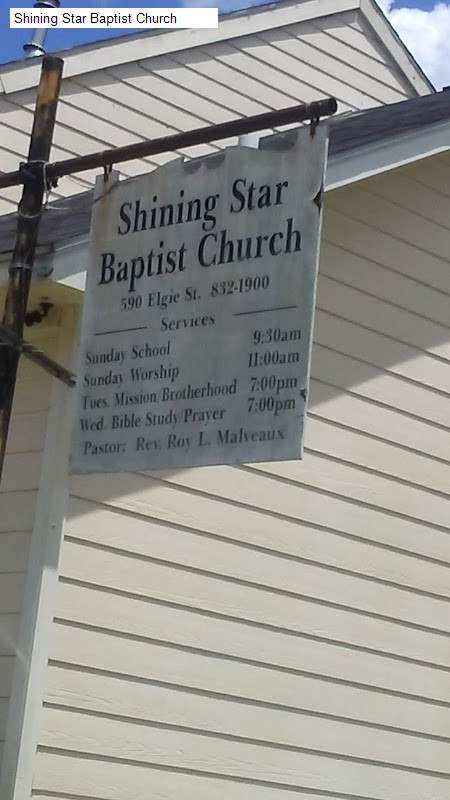 Shining Star Baptist Church
Shining Star
Baptist Church
590 Elgie St. 832-1900
Services
Sunday School 9:30am
Sunday Worship 11:00am
Tues. Mission/Brotherhood 7:00pm
Wed. Bible Study/Prayer 7:00pm
Pastor: Rev. Roy L. Malveaux